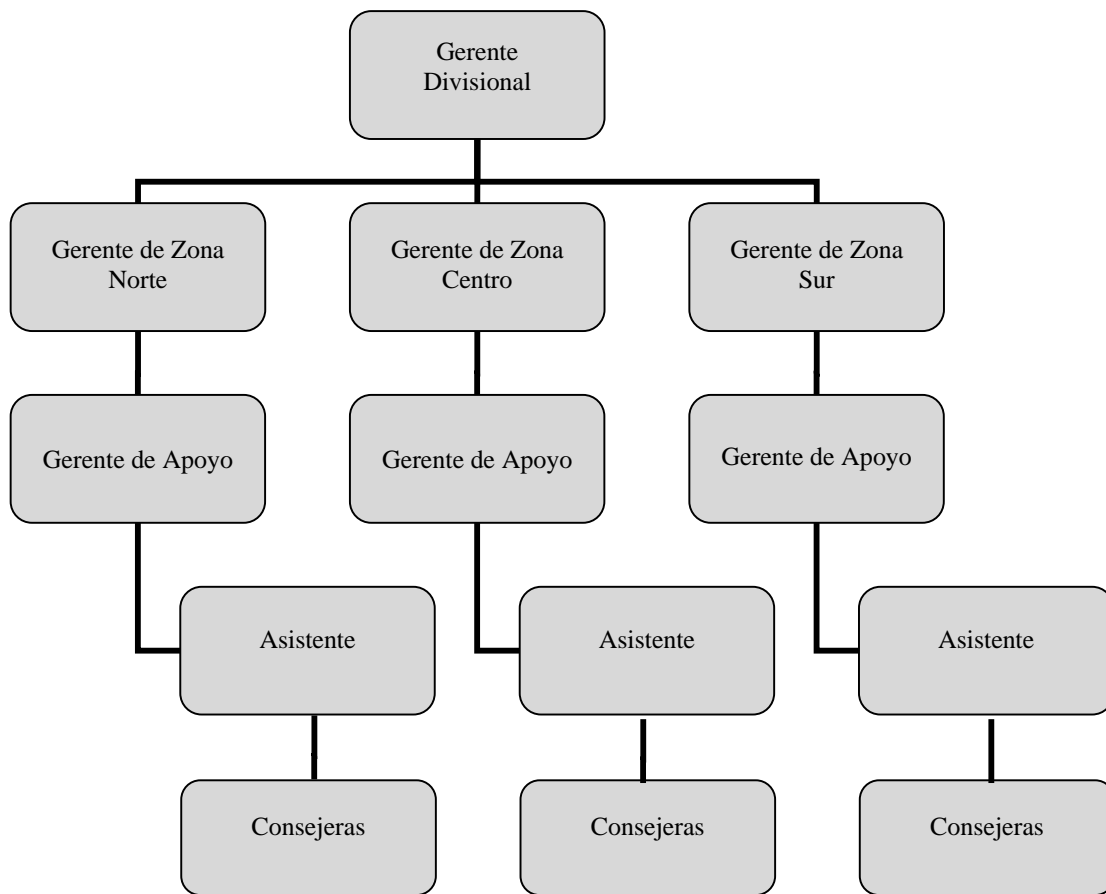 Gerente
Divisional
Gerente de Zona
Norte
Gerente de Zona
Centro
Gerente de Zona
Sur
Gerente de Apoyo
Gerente de Apoyo
Gerente de Apoyo
Asistente
Asistente
Asistente
Consejeras
Consejeras
Consejeras